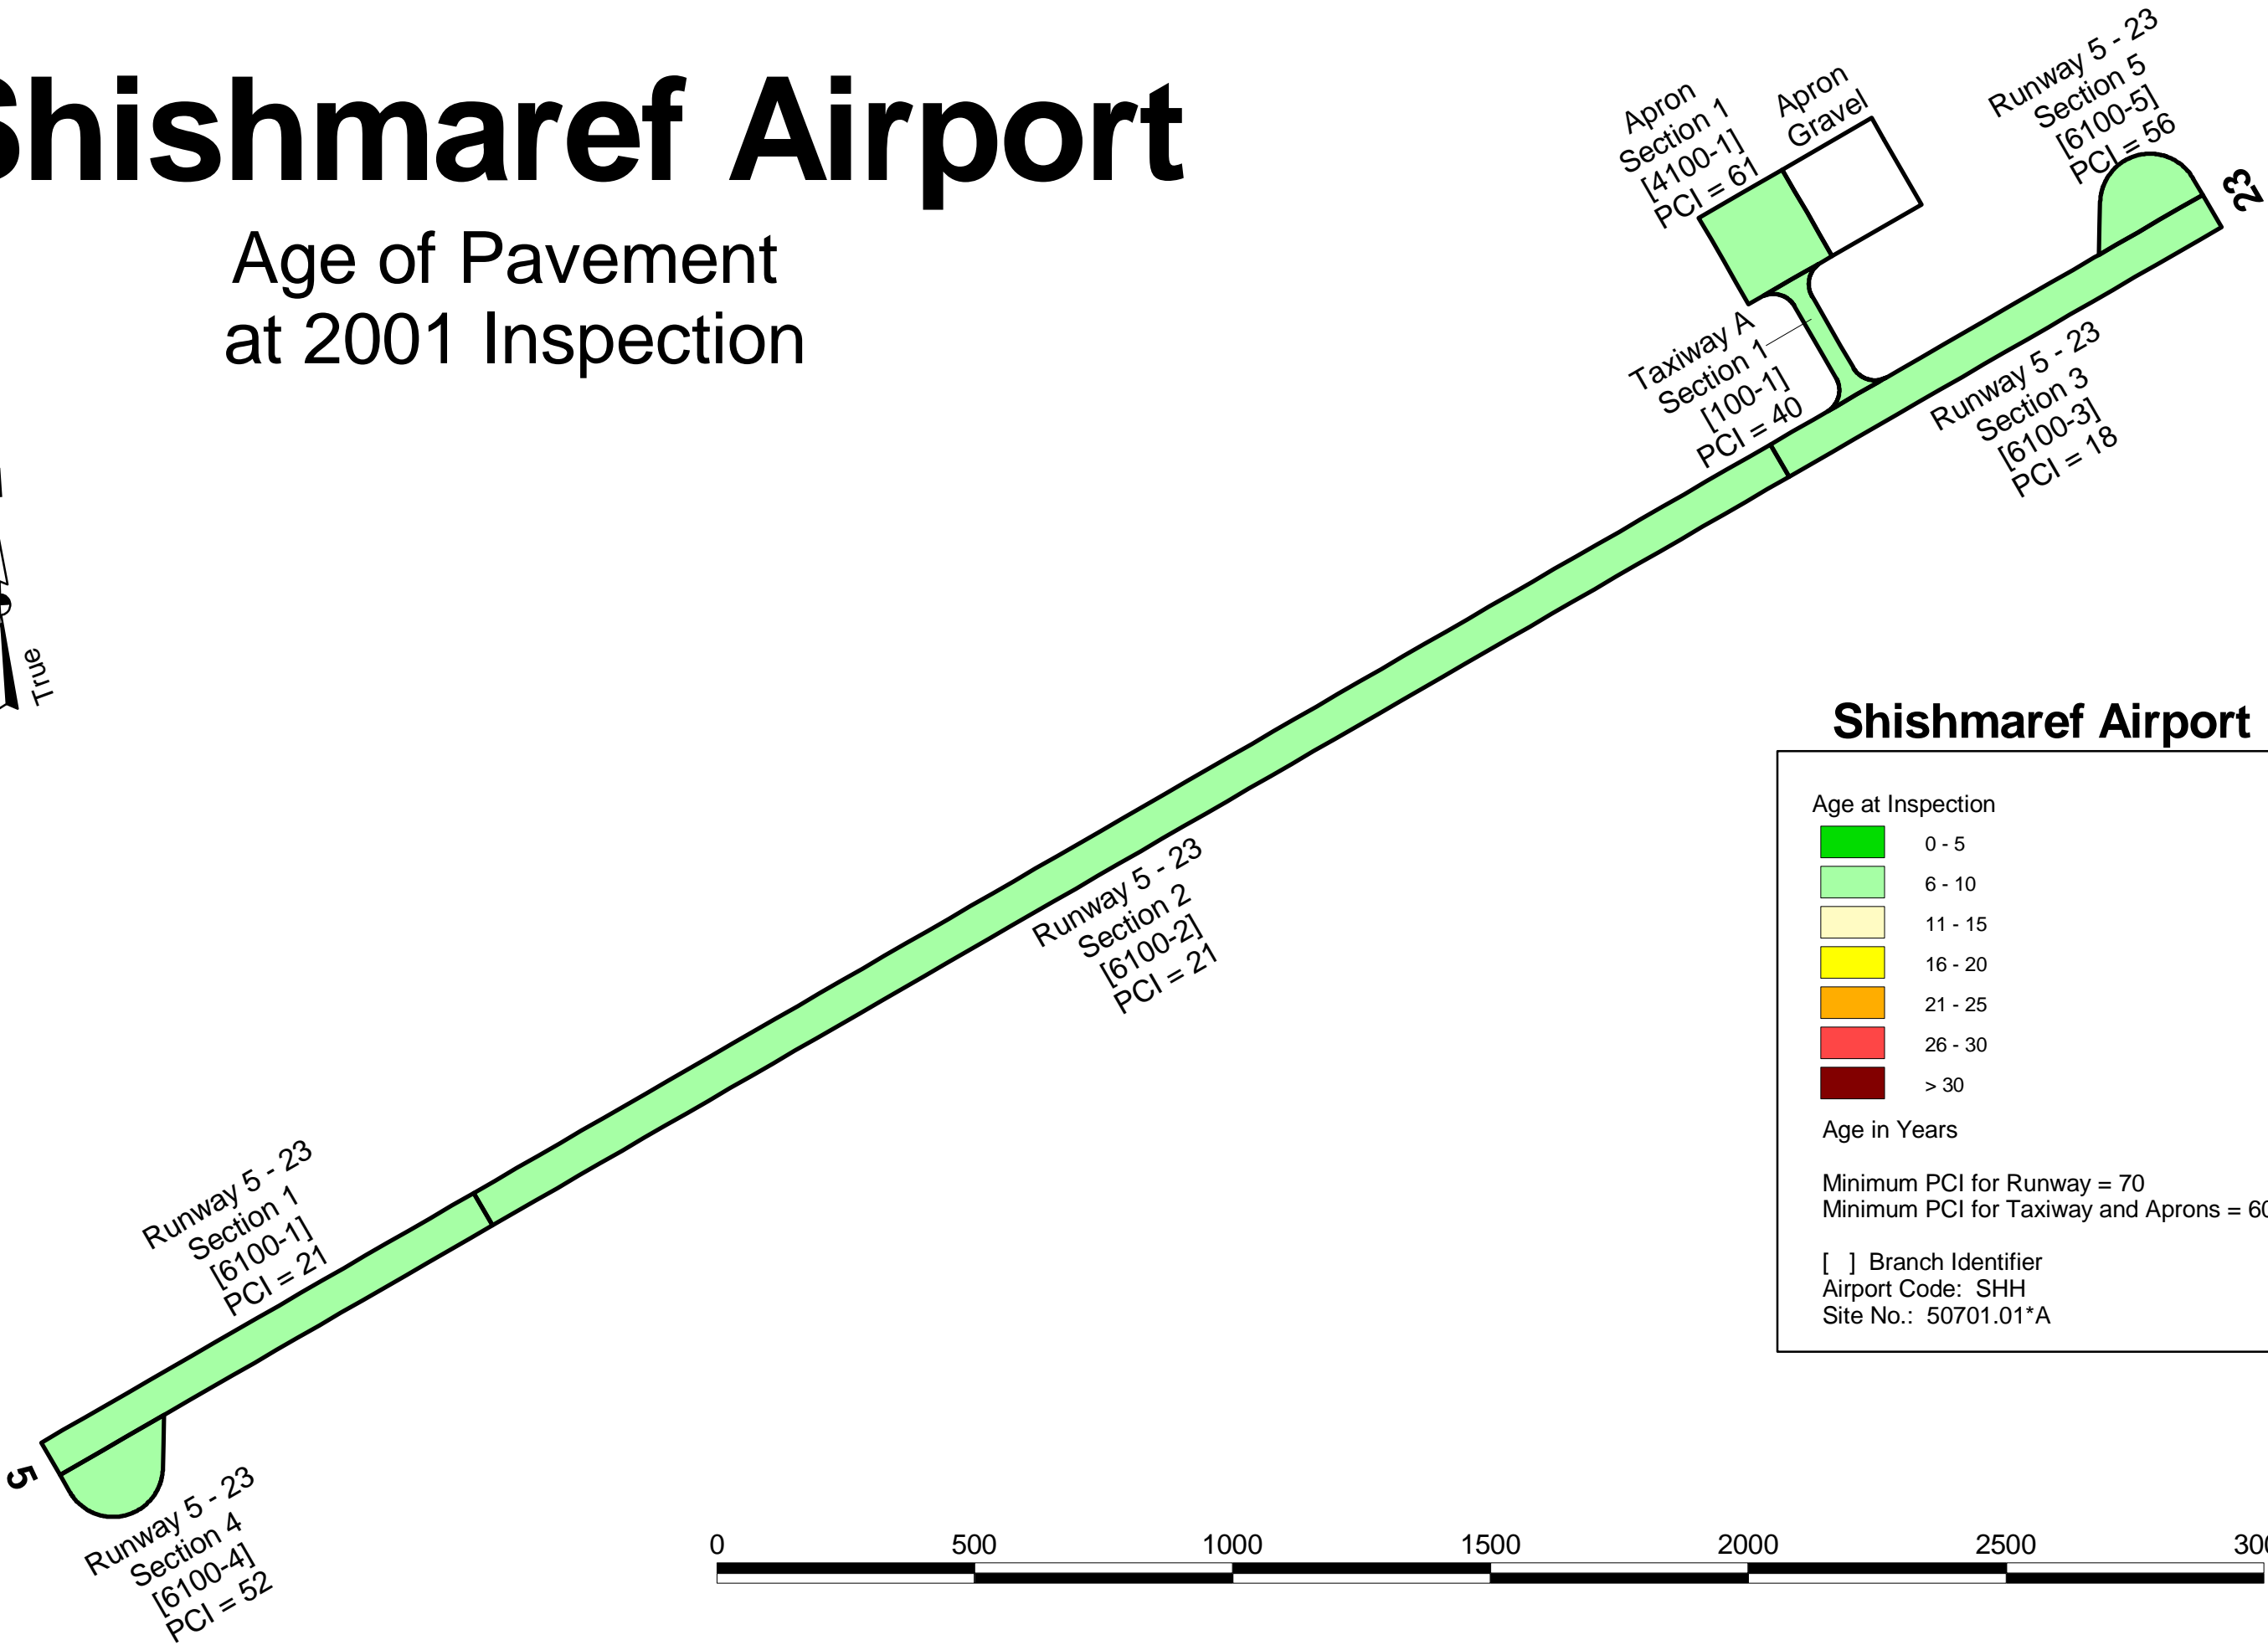 Shishmaref Airport
Age of Pavement
at 2001 Inspection
True
Apron
Section 1
[4100-1]
PCI = 61
Apron
Gravel
Runway 5 - 23
Section 5
[6100-5]
PCI = 56
23
Taxiway A
Section 1
[100-1]
PCI = 40
Runway 5 - 23
Section 3
[6100-3]
PCI = 18
Runway 5 - 23
Section 2
[6100-2]
PCI = 21
Runway 5 - 23
Section 1
[6100-1]
PCI = 21
5
Runway 5 - 23
Section 4
[6100-4]
PCI = 52
Shishmaref Airport
Age at Inspection
0 - 5
6 - 10
11 - 15
16 - 20
21 - 25
26 - 30
> 30
Age in Years
Minimum PCI for Runway = 70
Minimum PCI for Taxiway and Aprons = 60
[ ] Branch Identifier
Airport Code: SHH
Site No.: 50701.01*A
0 500 1000 1500 2000 2500